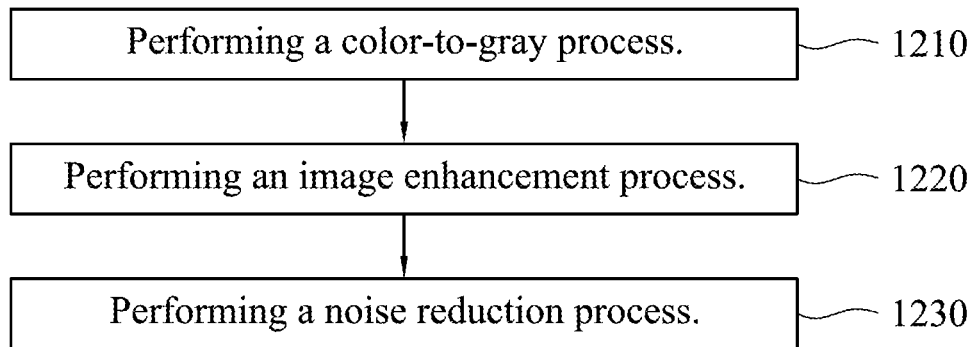 Performing a color-to-gray process. 1210
Performing an image enhancement process. 1220
Performing a noise reduction process. 1230